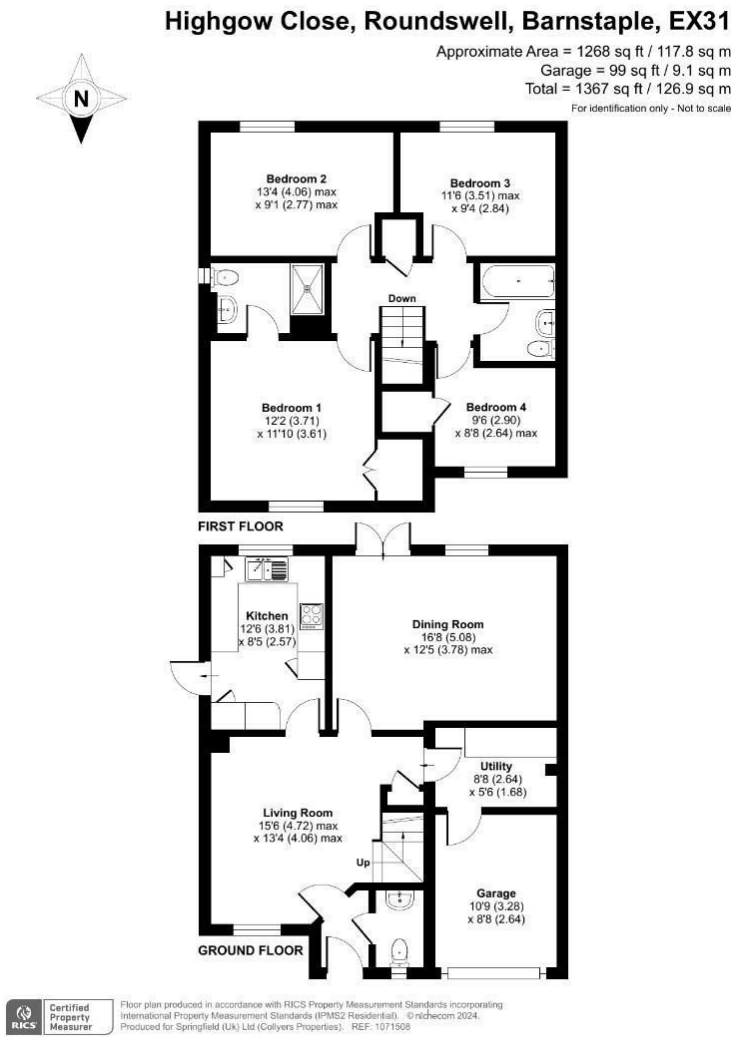 Highgow Close, Roundswell, Barnstaple, EX31
Approximate Area = 1268 sq ft / 117.8 sq m
Garage = 99 sq ft / 9.1 sq m
Total = 1367 sq ft / 126.9 sq m
For identification only - Not to scale
N
Bedroom 2
13'4 (4.06) max
x 9'1 (2.77) max
Bedroom 3
11'6 (3.51) max
x 9'4 (2.84)
Down
Bedroom 1
12'2 (3.71)
x 11'10 (3.61)
Bedroom 4
9'6 (2.90)
x 8'8 (2.64) max
FIRST FLOOR
Kitchen
12'6 (3.81)
x 8'5 (2.57)
Dining Room
16'8 (5.08)
x 12'5 (3.78) max
Utility
8'8 (2.64)
x 5'6 (1.68)
Living Room
15'6 (4.72) max
x 13'4 (4.06) max
Up
Garage
10'9 (3.28)
x 8'8 (2.64)
GROUND FLOOR
RICS
Certified
Property
Measurer
Floor plan produced in accordance with RICS Property Measurement Standards incorporating
International Property Measurement Standards (IPMS2 Residential). © nichecom 2024.
Produced for Springfield (Uk) Ltd (Collyers Properties). REF: 1071508